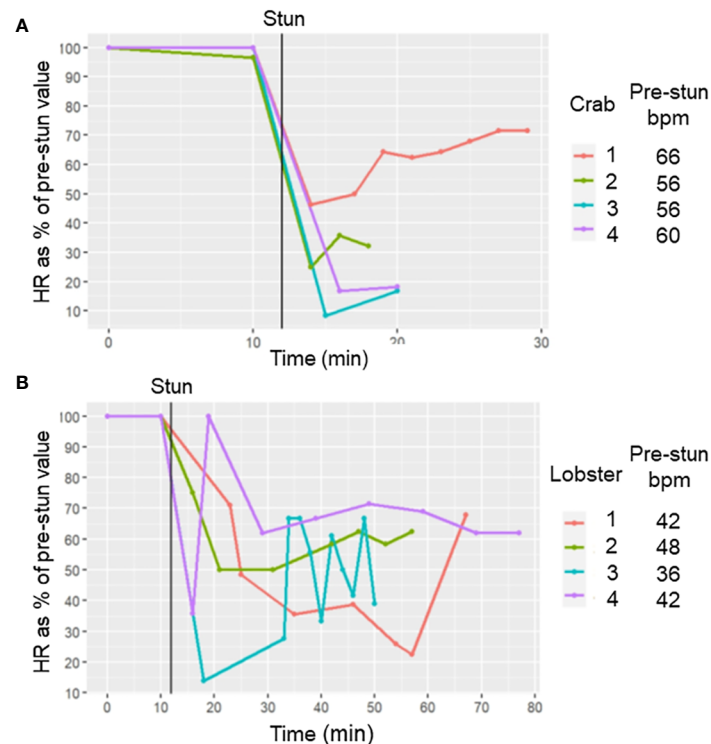 A
Stun
HR as % of pre-stun value
100
90
80
70
60
50
40
30
20
10
0
10
20
30
Time (min)
Crab
Pre-stun
bpm
1 66
2 56
3 56
4 60
B
Stun
HR as % of pre-stun value
100
90
80
70
60
50
40
30
20
10
0
10
20
30
40
50
60
70
80
Time (min)
Lobster
Pre-stun
bpm
1 42
2 48
3 36
4 42